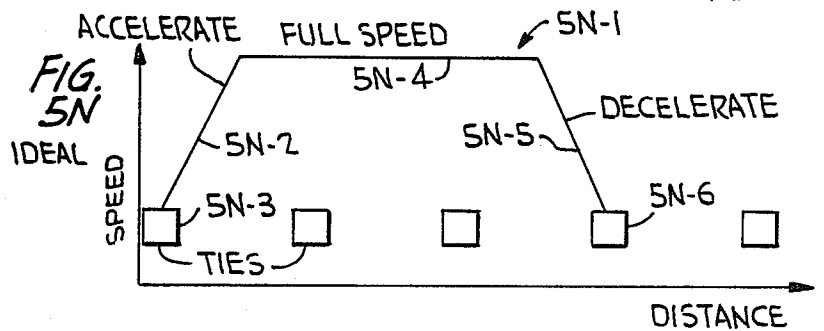 ACCELERATE
FULL SPEED
5N-1
FIG.
5N
IDEAL
5N-4
DECELERATE
5N-2
5N-5
SPEED
5N-3
5N-6
TIES
DISTANCE